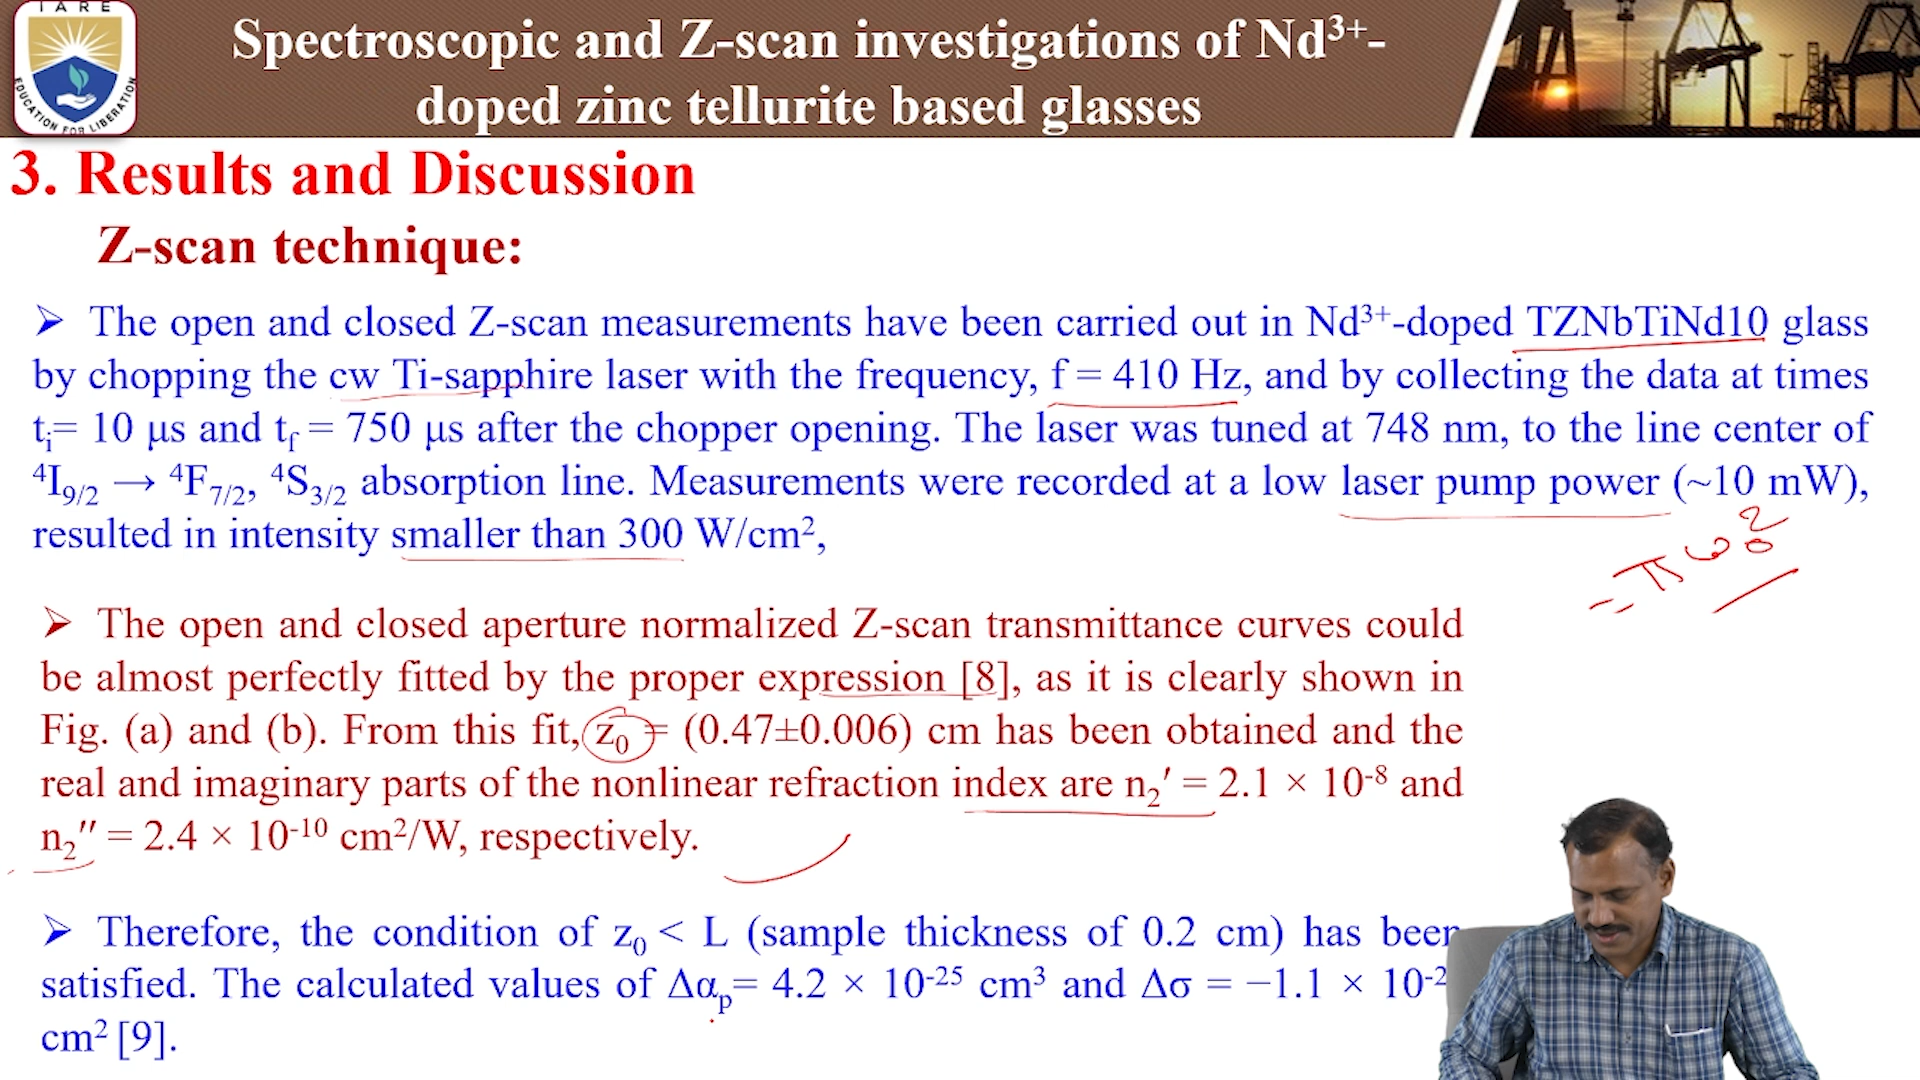 IARE
EDUCATION FOR LIBERATION
Spectroscopic and Z-scan investigations of Nd³⁺-
doped zinc tellurite based glasses
3. Results and Discussion
Z-scan technique:
➢ The open and closed Z-scan measurements have been carried out in Nd³⁺-doped TZNbTiNd10 glass
by chopping the cw Ti-sapphire laser with the frequency, f = 410 Hz, and by collecting the data at times
tᵢ= 10 μs and t_f = 750 μs after the chopper opening. The laser was tuned at 748 nm, to the line center of
⁴I₉/₂ → ⁴F₇/₂, ⁴S₃/₂ absorption line. Measurements were recorded at a low laser pump power (~10 mW),
resulted in intensity smaller than 300 W/cm²,
= πω₀²
➢ The open and closed aperture normalized Z-scan transmittance curves could
be almost perfectly fitted by the proper expression [8], as it is clearly shown in
Fig. (a) and (b). From this fit, z₀ = (0.47±0.006) cm has been obtained and the
real and imaginary parts of the nonlinear refraction index are n₂′ = 2.1 × 10⁻⁸ and
n₂″ = 2.4 × 10⁻¹⁰ cm²/W, respectively.
➢ Therefore, the condition of z₀ < L (sample thickness of 0.2 cm) has been
satisfied. The calculated values of Δαₚ= 4.2 × 10⁻²⁵ cm³ and Δσ = −1.1 × 10⁻²
cm² [9].